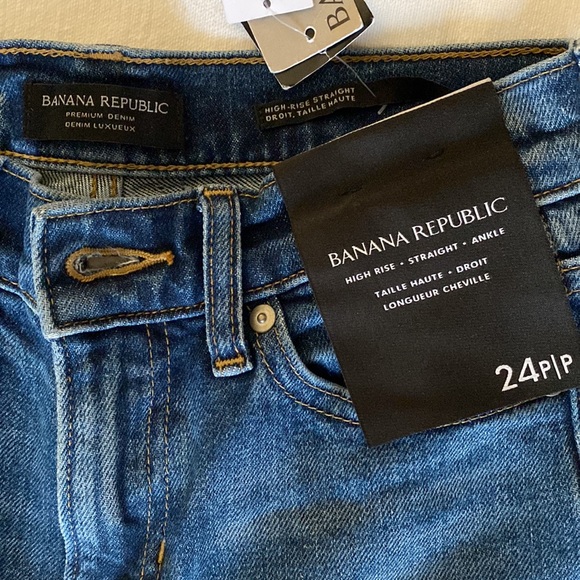 BA
BANANA REPUBLIC
PREMIUM DENIM
DENIM LUXUEUX
HIGH-RISE STRAIGHT
DROIT, TAILLE HAUTE
BANANA REPUBLIC
HIGH RISE • STRAIGHT • ANKLE
TAILLE HAUTE • DROIT
LONGUEUR CHEVILLE
24P|P